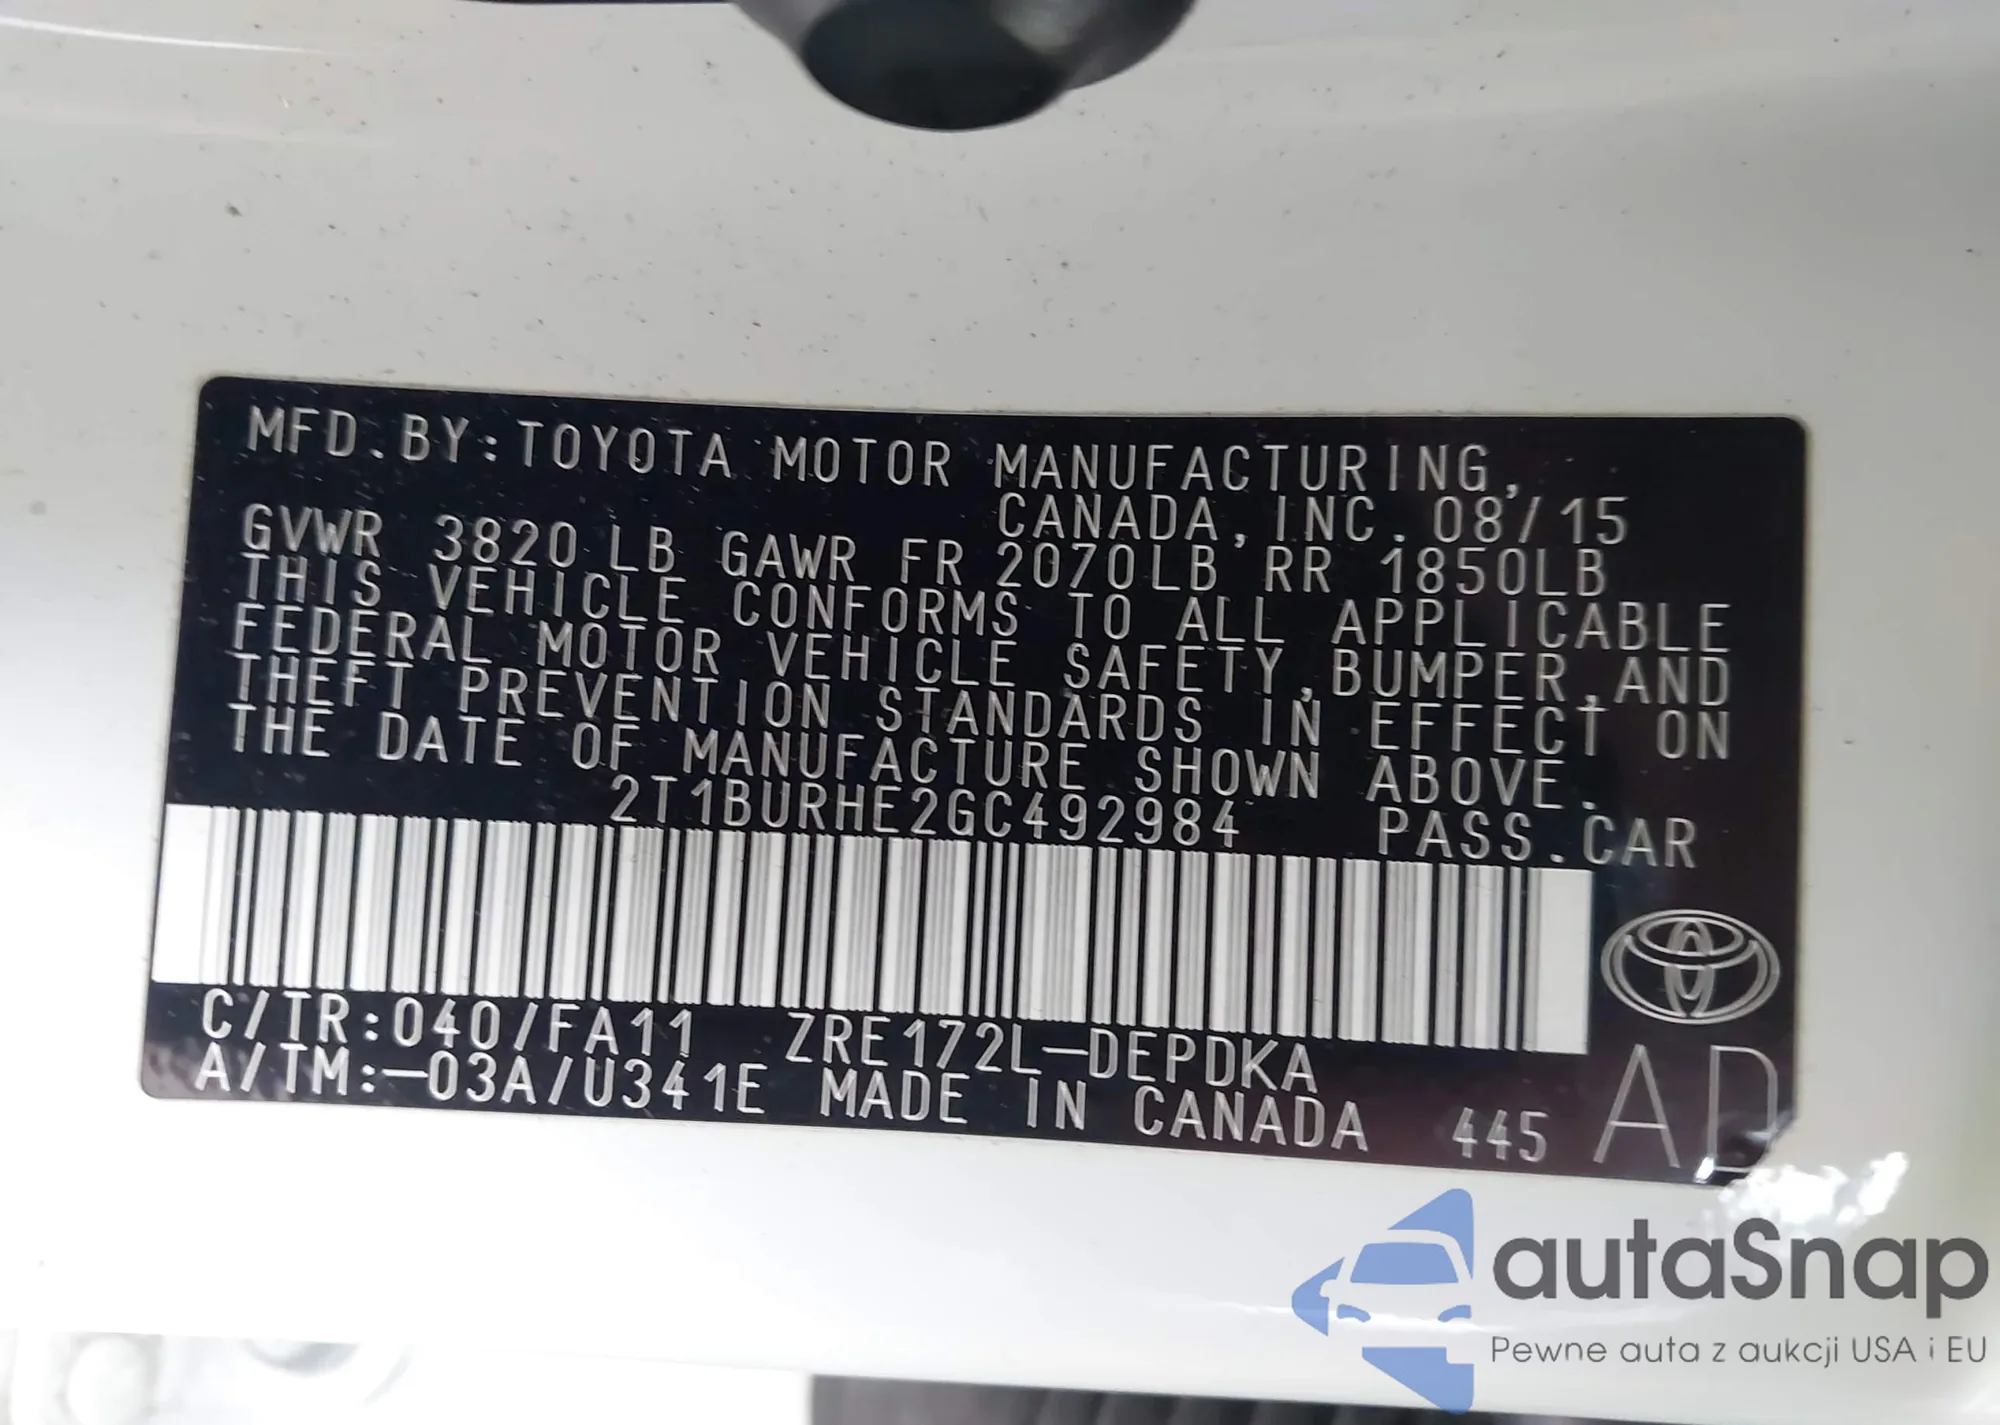 MFD.BY:TOYOTA MOTOR MANUFACTURING,
CANADA, INC. 08/15
GVWR 3820 LB GAWR FR 2070LB RR 1850LB
THIS VEHICLE CONFORMS TO ALL APPLICABLE
FEDERAL MOTOR VEHICLE SAFETY, BUMPER, AND
THEFT PREVENTION STANDARDS IN EFFECT ON
THE DATE OF MANUFACTURE SHOWN ABOVE.
2T1BURHE2GC492984 PASS.CAR
C/TR:040/FA11 ZRE172L-DEPDKA
A/TM:-03A/U341E MADE IN CANADA 445 AD
autaSnap
Pewne auta z aukcji USA i EU